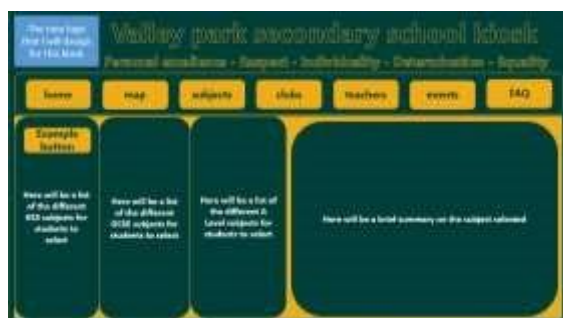 The new logo
that I will design
for this kiosk
Valley park secondary school kiosk
Personal excellence - Respect - Individuality - Determination - Equality
home
map
subjects
clubs
teachers
events
FAQ
Example
button
Here will be a list
of the different
KS3 subjects for
students to
select
Here will be a list
of the different
GCSE subjects for
students to select
Here will be a list of
the different A
Level subjects for
students to select
Here will be a brief summary on the subject selected